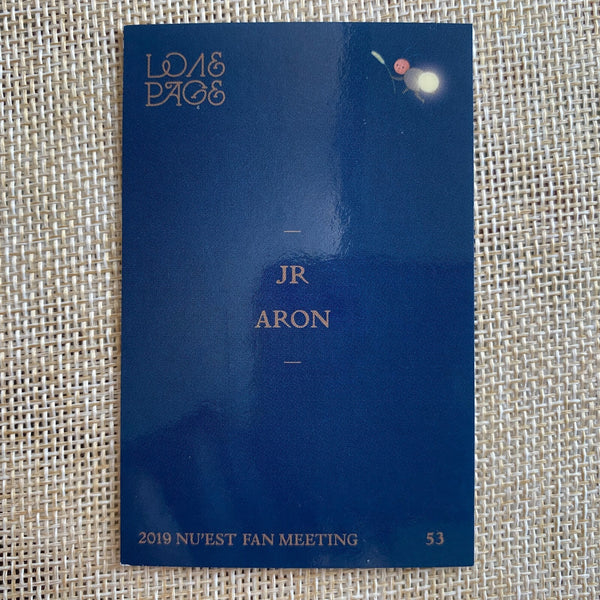 LOVE
PAGE
JR
ARON
2019 NU'EST FAN MEETING 53